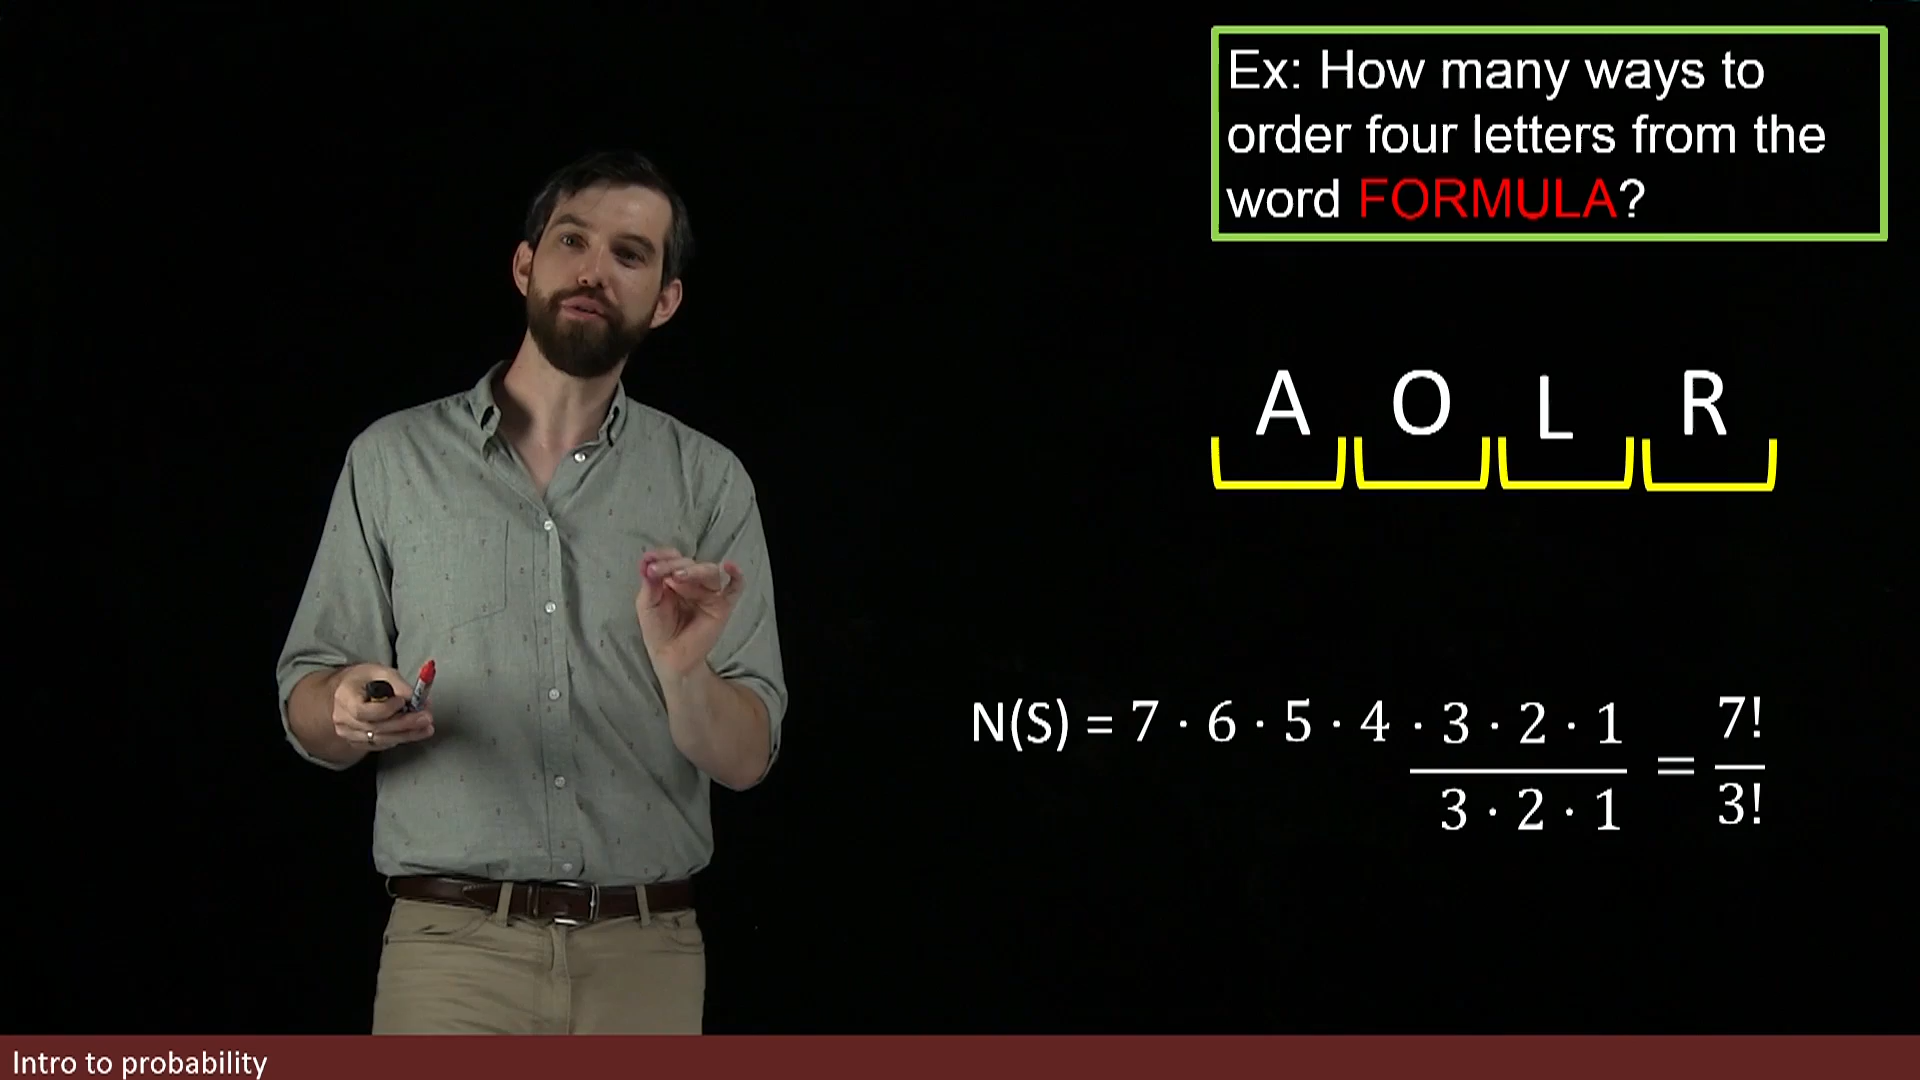 Ex: How many ways to
order four letters from the
word FORMULA?
A O L R
N(S) = 7 · 6 · 5 · 4 · 3 · 2 · 1 / 3 · 2 · 1 = 7! / 3!
Intro to probability